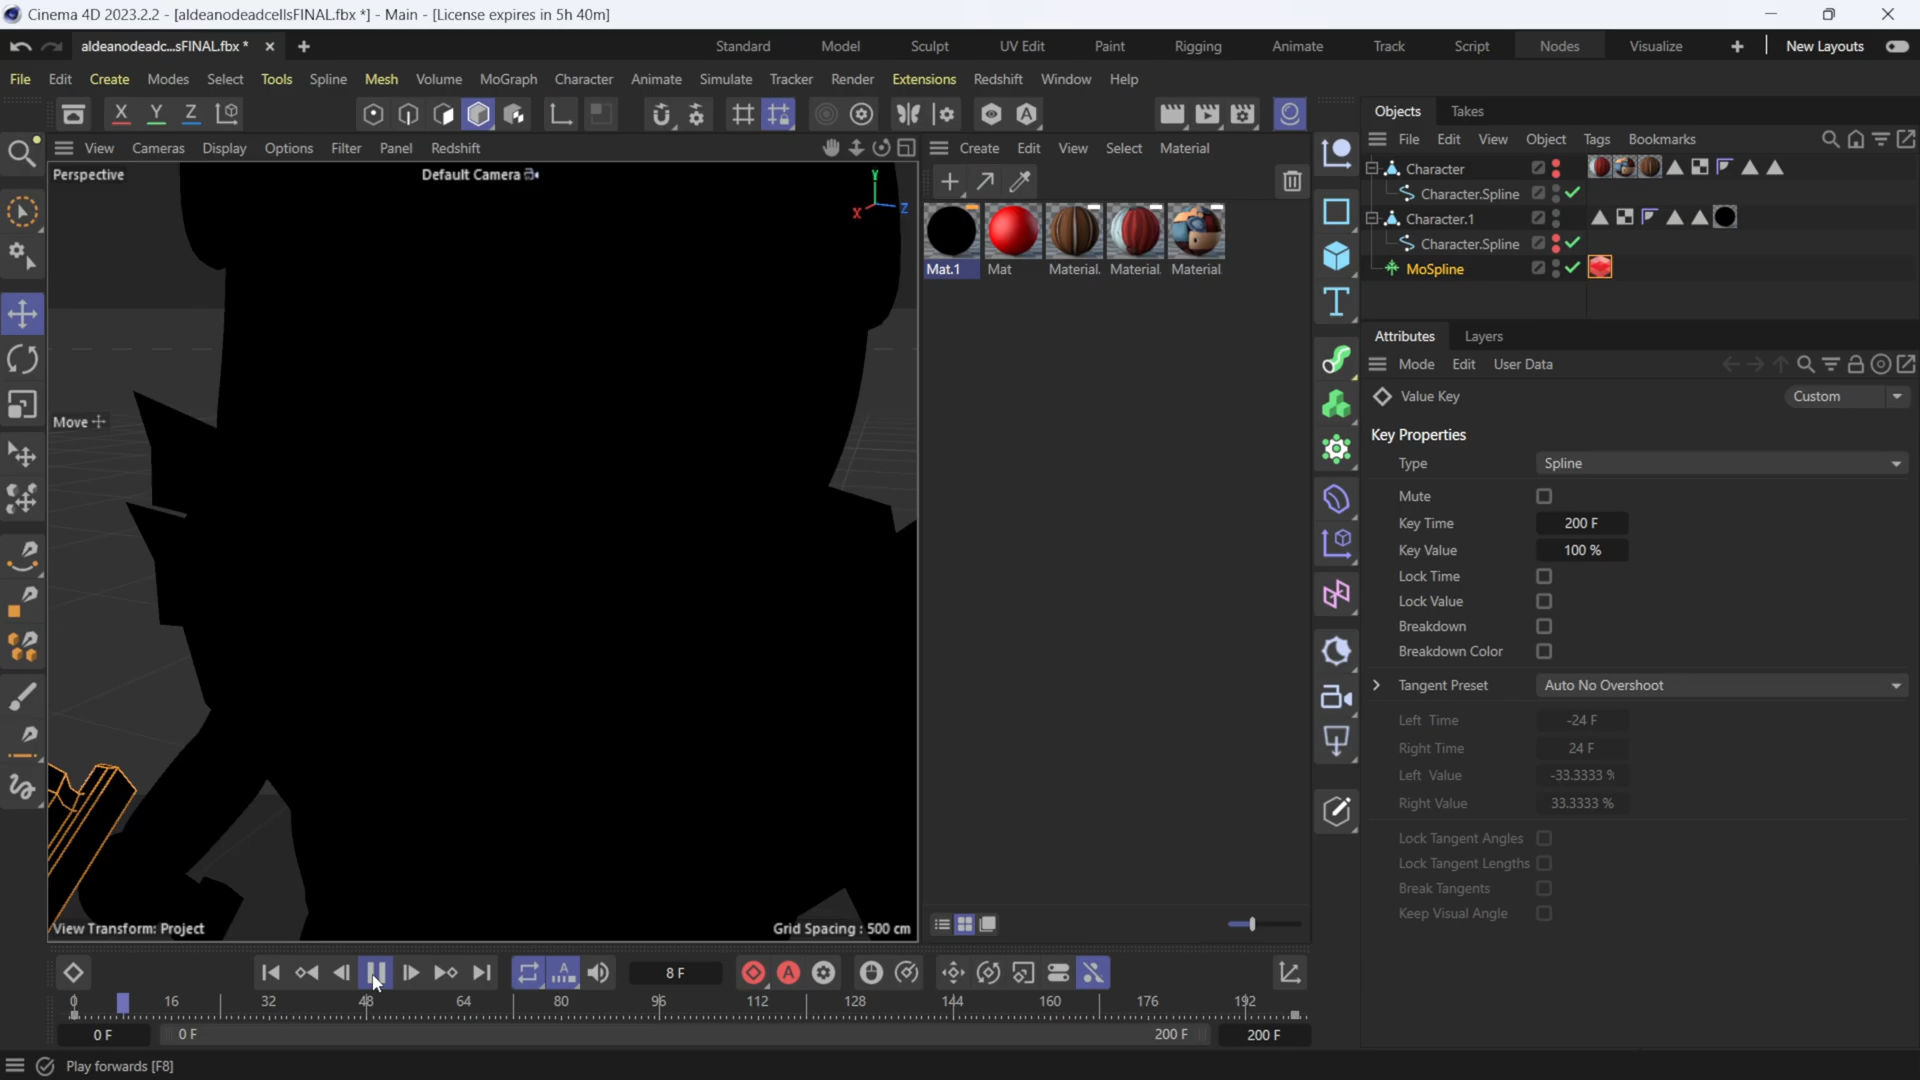 Cinema 4D 2023.2.2 - [aldeanodeadcellsFINAL.fbx *] - Main - [License expires in 5h 40m]
aldeanodeadc...sFINAL.fbx *
Standard Model Sculpt UV Edit Paint Rigging Animate Track Script Nodes Visualize New Layouts
File Edit Create Modes Select Tools Spline Mesh Volume MoGraph Character Animate Simulate Tracker Render Extensions Redshift Window Help
X Y Z
Objects Takes
View Cameras Display Options Filter Panel Redshift
Create Edit View Select Material
File Edit View Object Tags Bookmarks
Perspective
Default Camera
Y
X
Z
Mat.1 Mat Material. Material. Material
Character
Character.Spline
Character.1
Character.Spline
MoSpline
Attributes Layers
Mode Edit User Data
Value Key
Custom
Move
Key Properties
Type Spline
Mute
Key Time 200 F
Key Value 100 %
Lock Time
Lock Value
Breakdown
Breakdown Color
Tangent Preset Auto No Overshoot
Left Time -24 F
Right Time 24 F
Left Value -33.3333 %
Right Value 33.3333 %
Lock Tangent Angles
Lock Tangent Lengths
Break Tangents
Keep Visual Angle
View Transform: Project
Grid Spacing : 500 cm
8 F
0 16 32 48 64 80 96 112 128 144 160 176 192
0 F 0 F 200 F 200 F
Play forwards [F8]